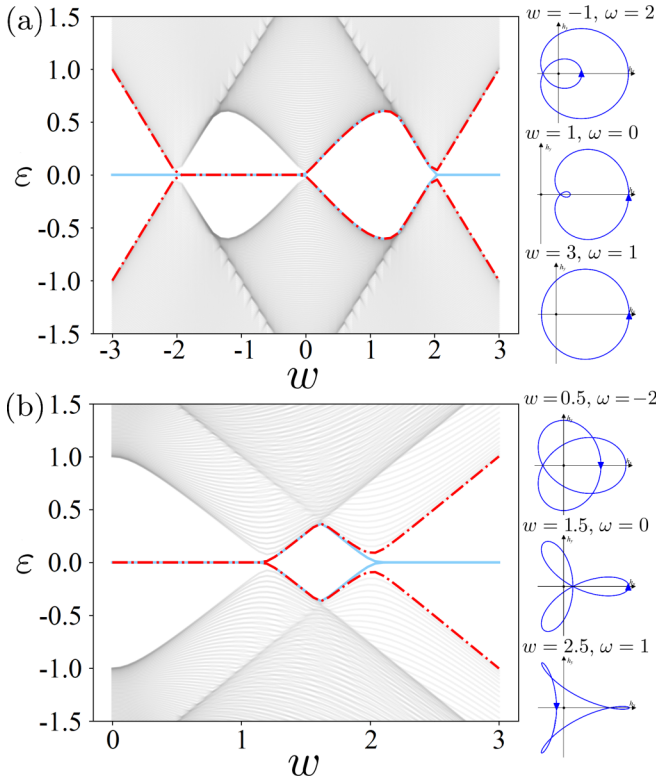 (a)
1.5
1.0
0.5
0.0
-0.5
-1.0
-1.5
ε
-3 -2 -1 0 1 2 3
w
w = −1, ω = 2
w = 1, ω = 0
w = 3, ω = 1
(b)
1.5
1.0
0.5
0.0
-0.5
-1.0
-1.5
ε
0 1 2 3
w
w = 0.5, ω = −2
w = 1.5, ω = 0
w = 2.5, ω = 1